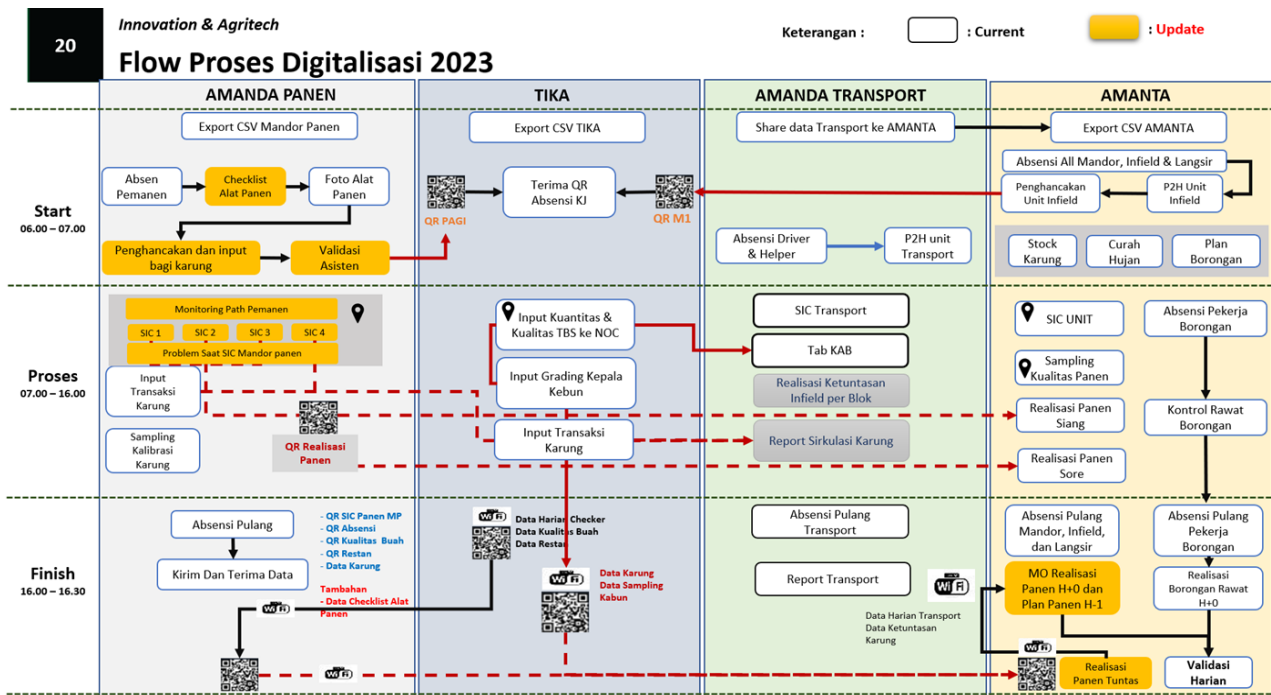 20
Innovation & Agritech
Flow Proses Digitalisasi 2023
Keterangan :
: Current
: Update
AMANDA PANEN
TIKA
AMANDA TRANSPORT
AMANTA
Start
06.00 – 07.00
Export CSV Mandor Panen
Absen
Pemanen
Checklist
Alat Panen
Foto Alat
Panen
Penghancakan dan input
bagi karung
Validasi
Asisten
Export CSV TIKA
QR PAGI
Terima QR
Absensi KJ
QR M1
Share data Transport ke AMANTA
Absensi Driver
& Helper
P2H unit
Transport
Export CSV AMANTA
Absensi All Mandor, Infield & Langsir
Penghancakan
Unit Infield
P2H Unit
Infield
Stock
Karung
Curah
Hujan
Plan
Borongan
Proses
07.00 – 16.00
Monitoring Path Pemanen
SIC 1
SIC 2
SIC 3
SIC 4
Problem Saat SIC Mandor panen
Input
Transaksi
Karung
Sampling
Kalibrasi
Karung
QR Realisasi
Panen
Input Kuantitas &
Kualitas TBS ke NOC
Input Grading Kepala
Kebun
Input Transaksi
Karung
SIC Transport
Tab KAB
Realisasi Ketuntasan
Infield per Blok
Report Sirkulasi Karung
SIC UNIT
Sampling
Kualitas Panen
Realisasi Panen
Siang
Realisasi Panen
Sore
Absensi Pekerja
Borongan
Kontrol Rawat
Borongan
Finish
16.00 – 16.30
Absensi Pulang
Kirim Dan Terima Data
- QR SIC Panen MP
- QR Absensi
- QR Kualitas Buah
- QR Restan
- Data Karung
Tambahan
- Data Checklist Alat
Panen
WiFi
WiFi
WiFi
Data Harian Checker
Data Kualitas Buah
Data Restan
WiFi
Data Karung
Data Sampling
Kabun
Absensi Pulang
Transport
Report Transport
WiFi
Data Harian Transport
Data Ketuntasan
Karung
Absensi Pulang
Mandor, Infield,
dan Langsir
MO Realisasi
Panen H+0 dan
Plan Panen H-1
WiFi
Realisasi
Panen Tuntas
Absensi Pulang
Pekerja
Borongan
Realisasi
Borongan Rawat
H+0
Validasi
Harian